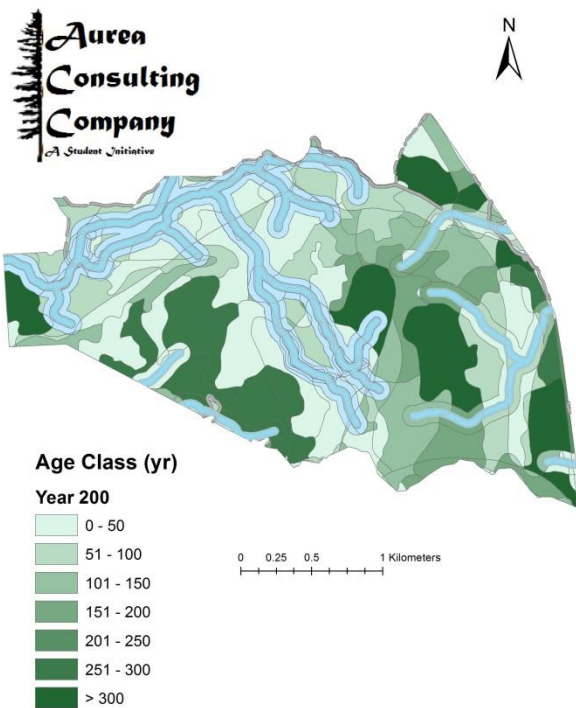 Aurea
Consulting
Company
A Student Initiative
N
Age Class (yr)
Year 200
0 - 50
51 - 100
101 - 150
151 - 200
201 - 250
251 - 300
> 300
0 0.25 0.5 1 Kilometers